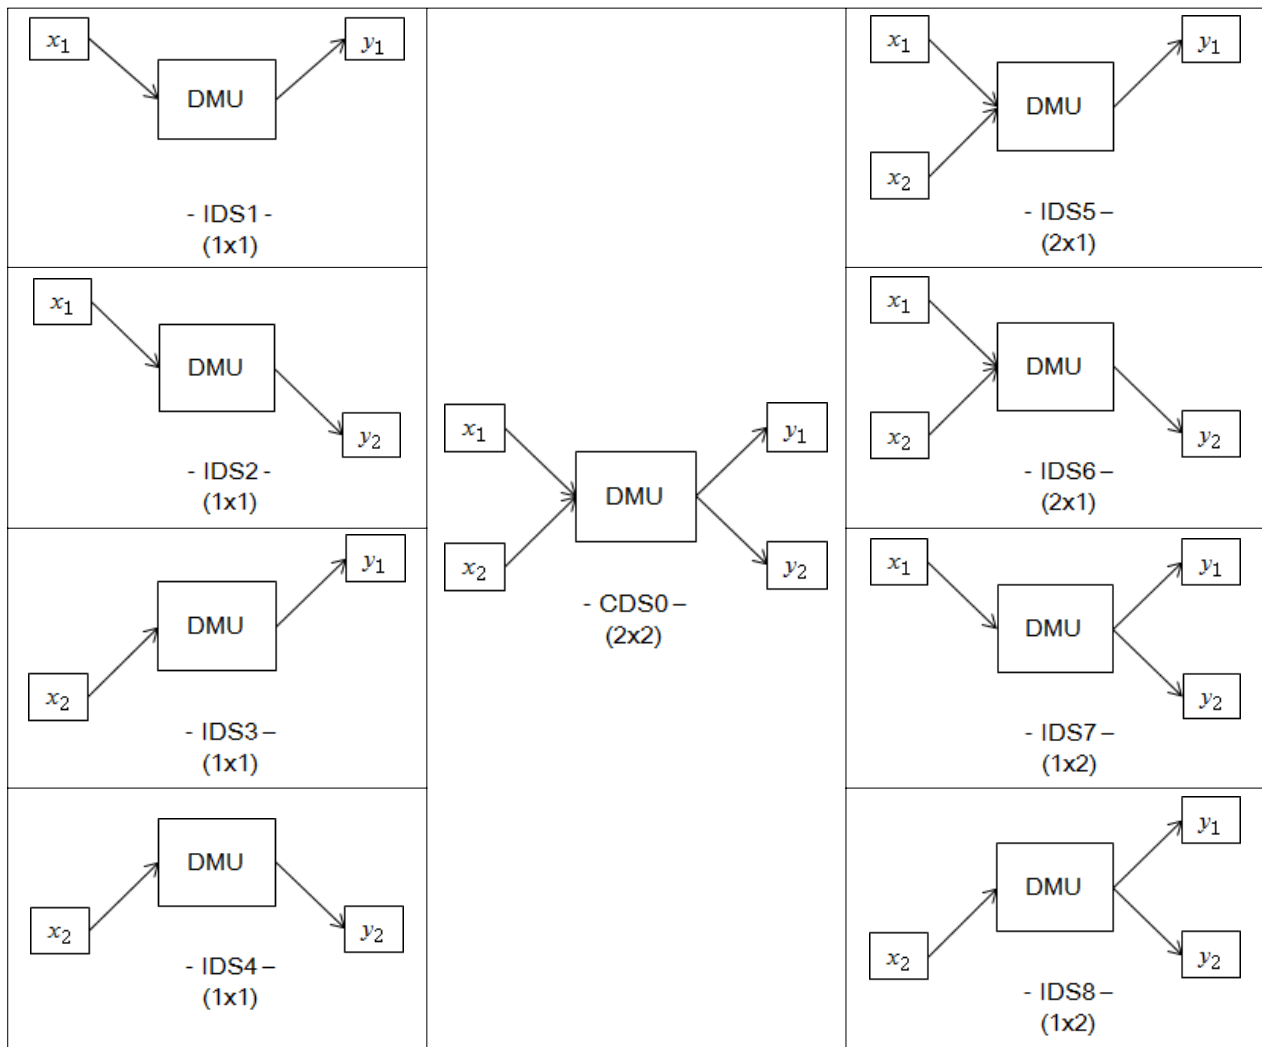 x₁
y₁
DMU
- IDS1 -
(1x1)
x₁
DMU
y₂
- IDS2 -
(1x1)
y₁
DMU
x₂
- IDS3 –
(1x1)
DMU
x₂
y₂
- IDS4 –
(1x1)
x₁
y₁
DMU
x₂
y₂
- CDS0 –
(2x2)
x₁
y₁
DMU
x₂
- IDS5 –
(2x1)
x₁
DMU
x₂
y₂
- IDS6 –
(2x1)
x₁
y₁
DMU
y₂
- IDS7 –
(1x2)
y₁
DMU
x₂
y₂
- IDS8 –
(1x2)